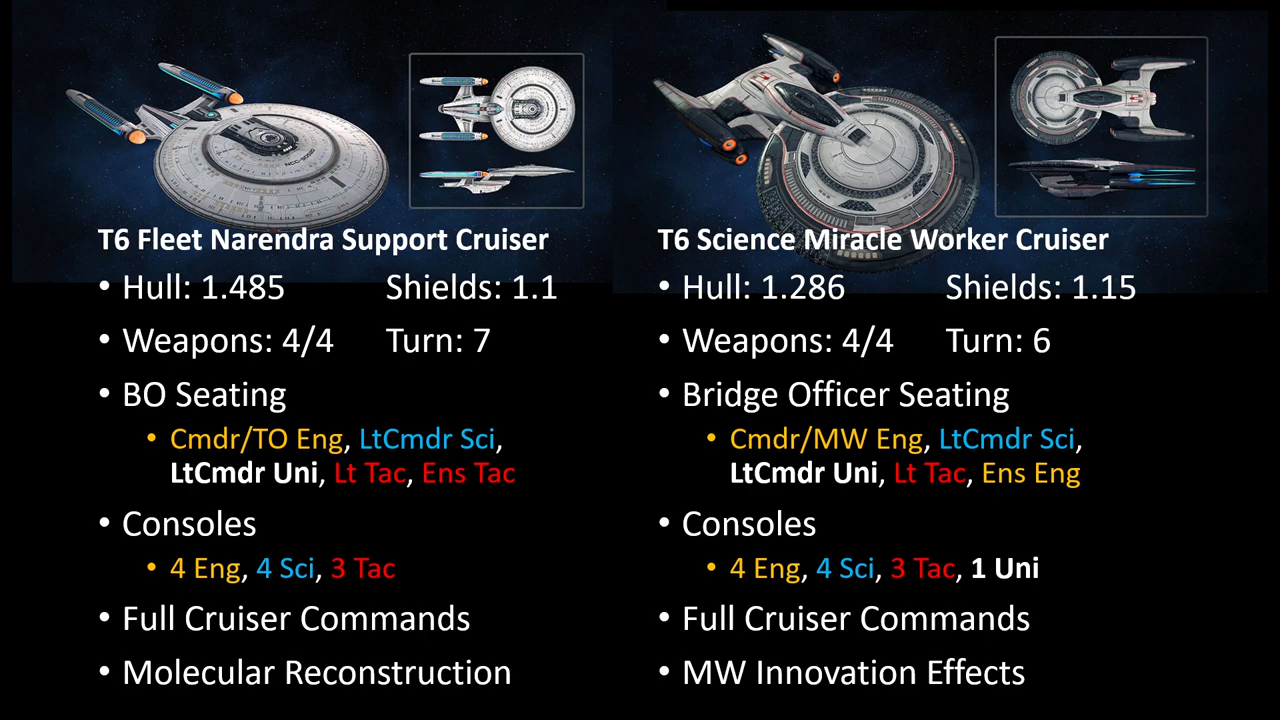 T6 Fleet Narendra Support Cruiser
• Hull: 1.485 Shields: 1.1
• Weapons: 4/4 Turn: 7
• BO Seating
• Cmdr/TO Eng, LtCmdr Sci,
LtCmdr Uni, Lt Tac, Ens Tac
• Consoles
• 4 Eng, 4 Sci, 3 Tac
• Full Cruiser Commands
• Molecular Reconstruction
T6 Science Miracle Worker Cruiser
• Hull: 1.286 Shields: 1.15
• Weapons: 4/4 Turn: 6
• Bridge Officer Seating
• Cmdr/MW Eng, LtCmdr Sci,
LtCmdr Uni, Lt Tac, Ens Eng
• Consoles
• 4 Eng, 4 Sci, 3 Tac, 1 Uni
• Full Cruiser Commands
• MW Innovation Effects